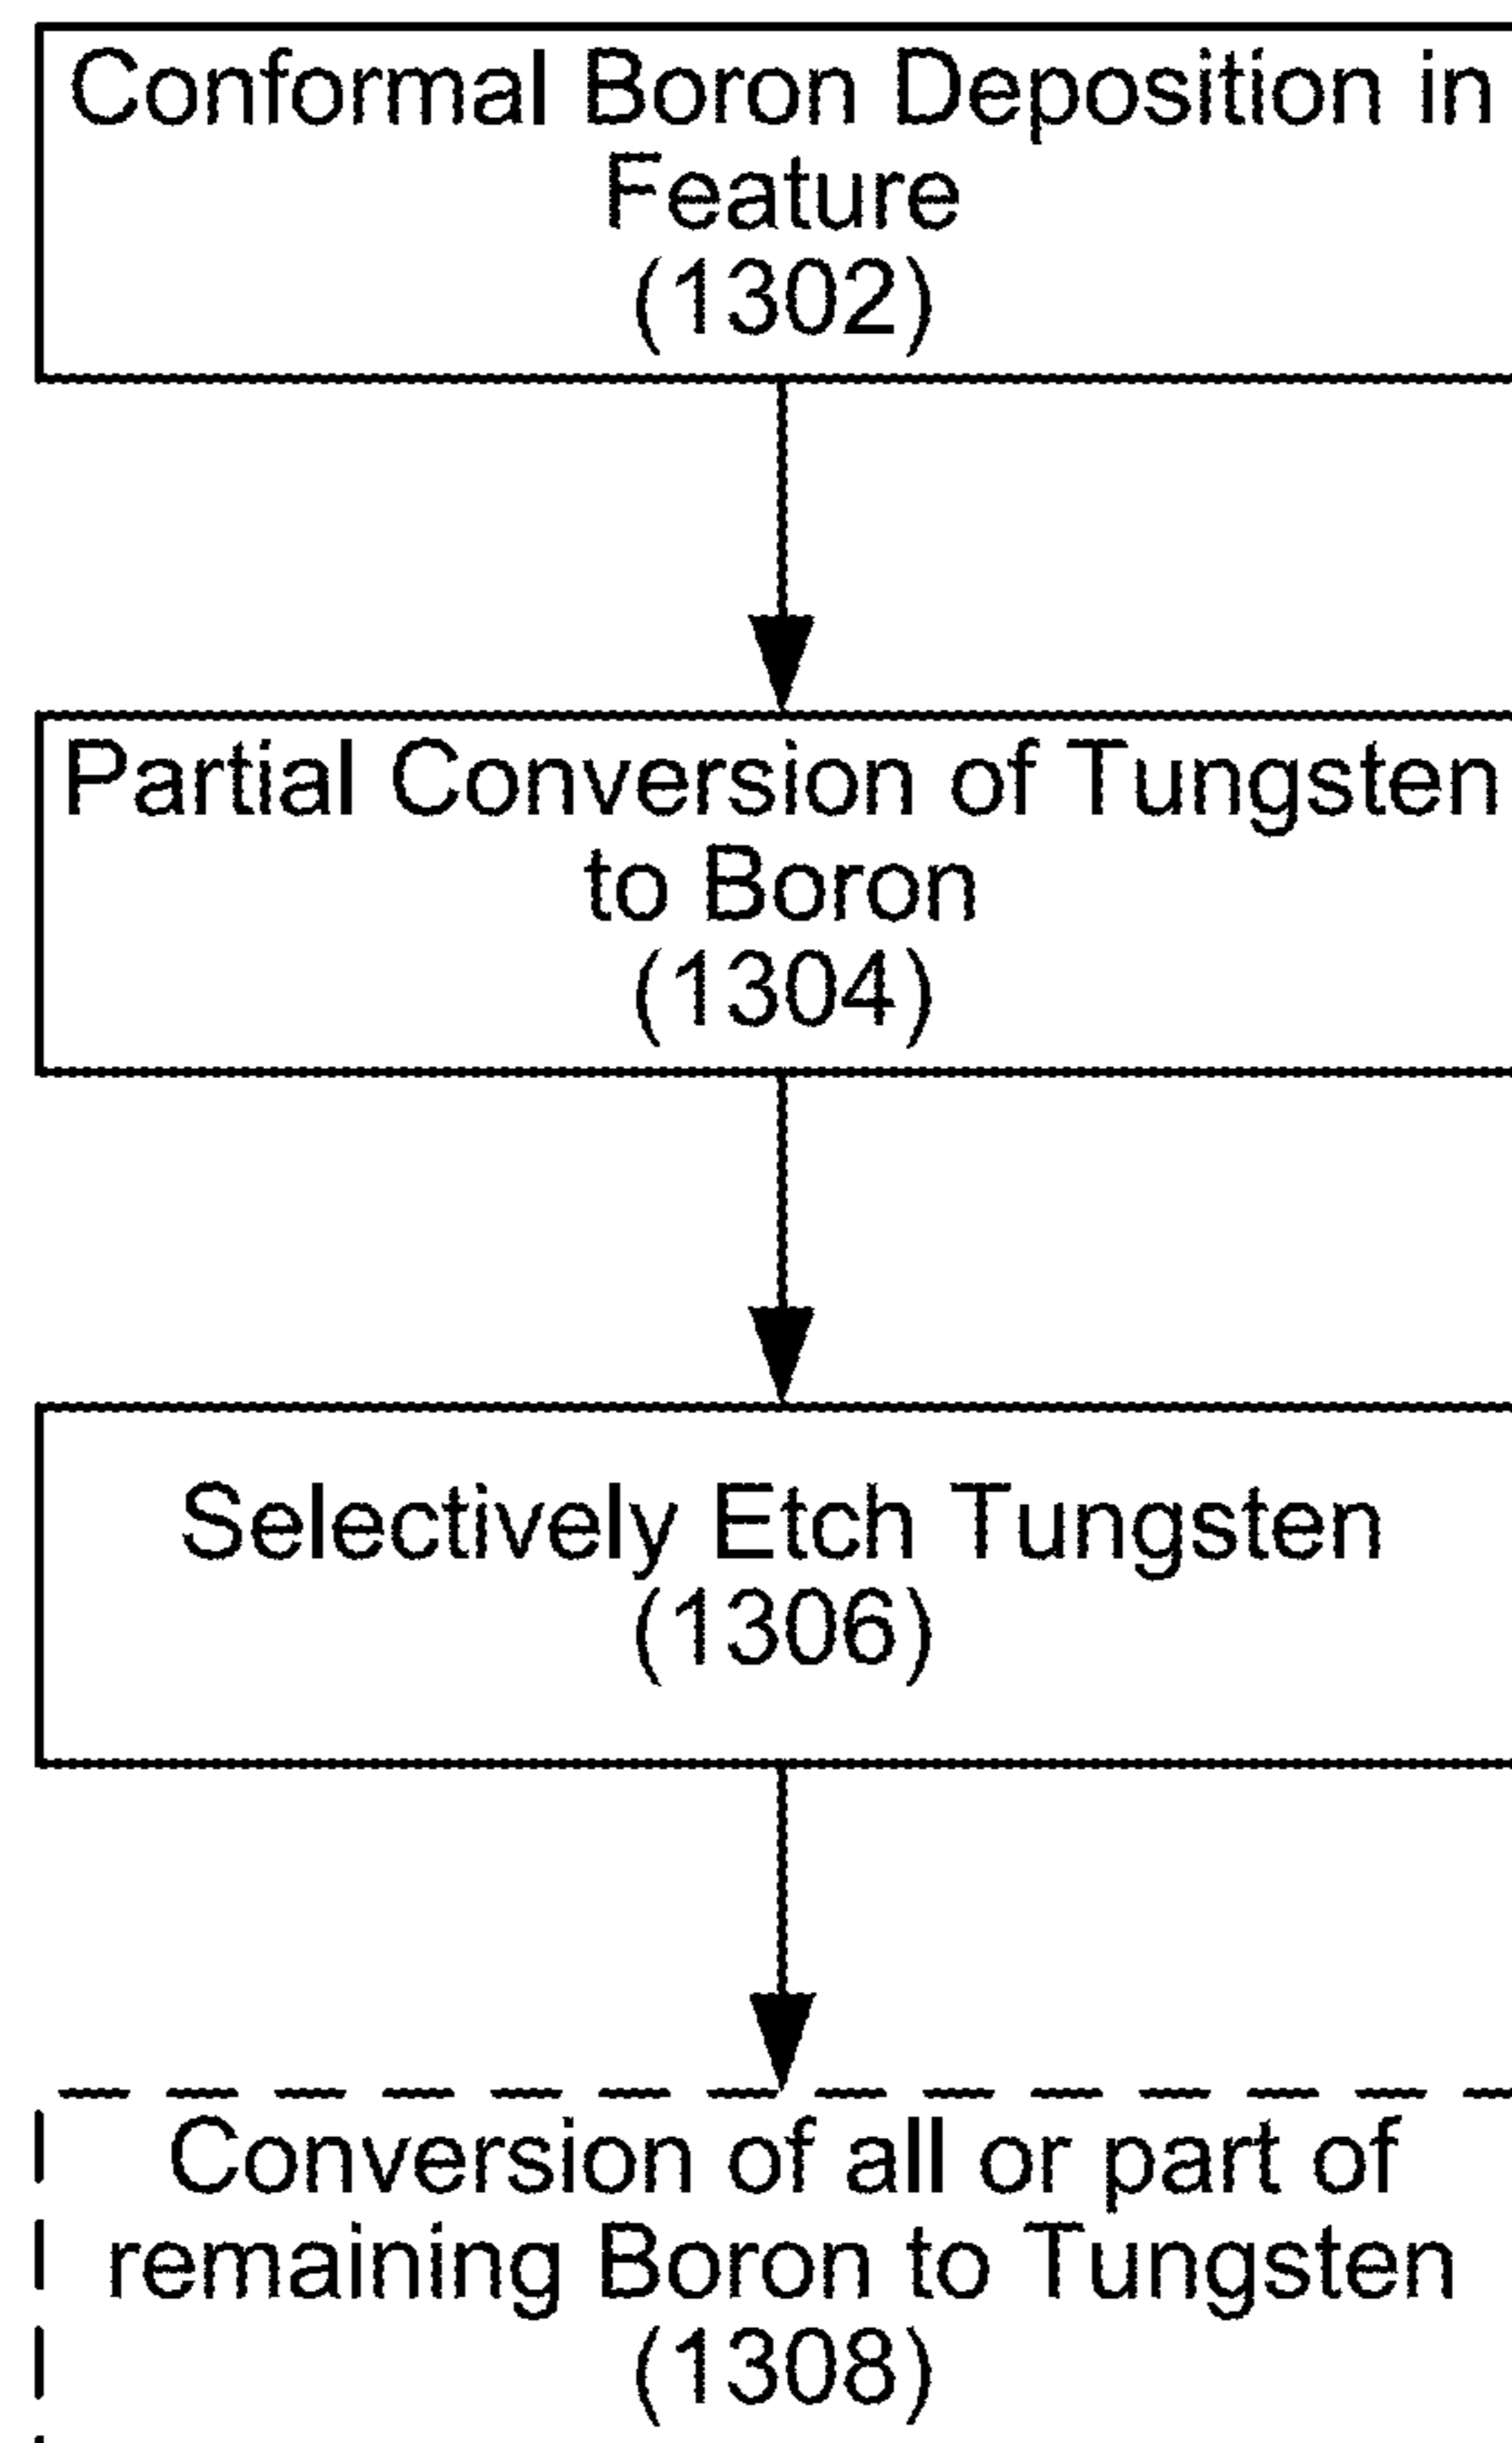 Conformal Boron Deposition in
Feature
(1302)
Partial Conversion of Tungsten
to Boron
(1304)
Selectively Etch Tungsten
(1306)
Conversion of all or part of
remaining Boron to Tungsten
(1308)